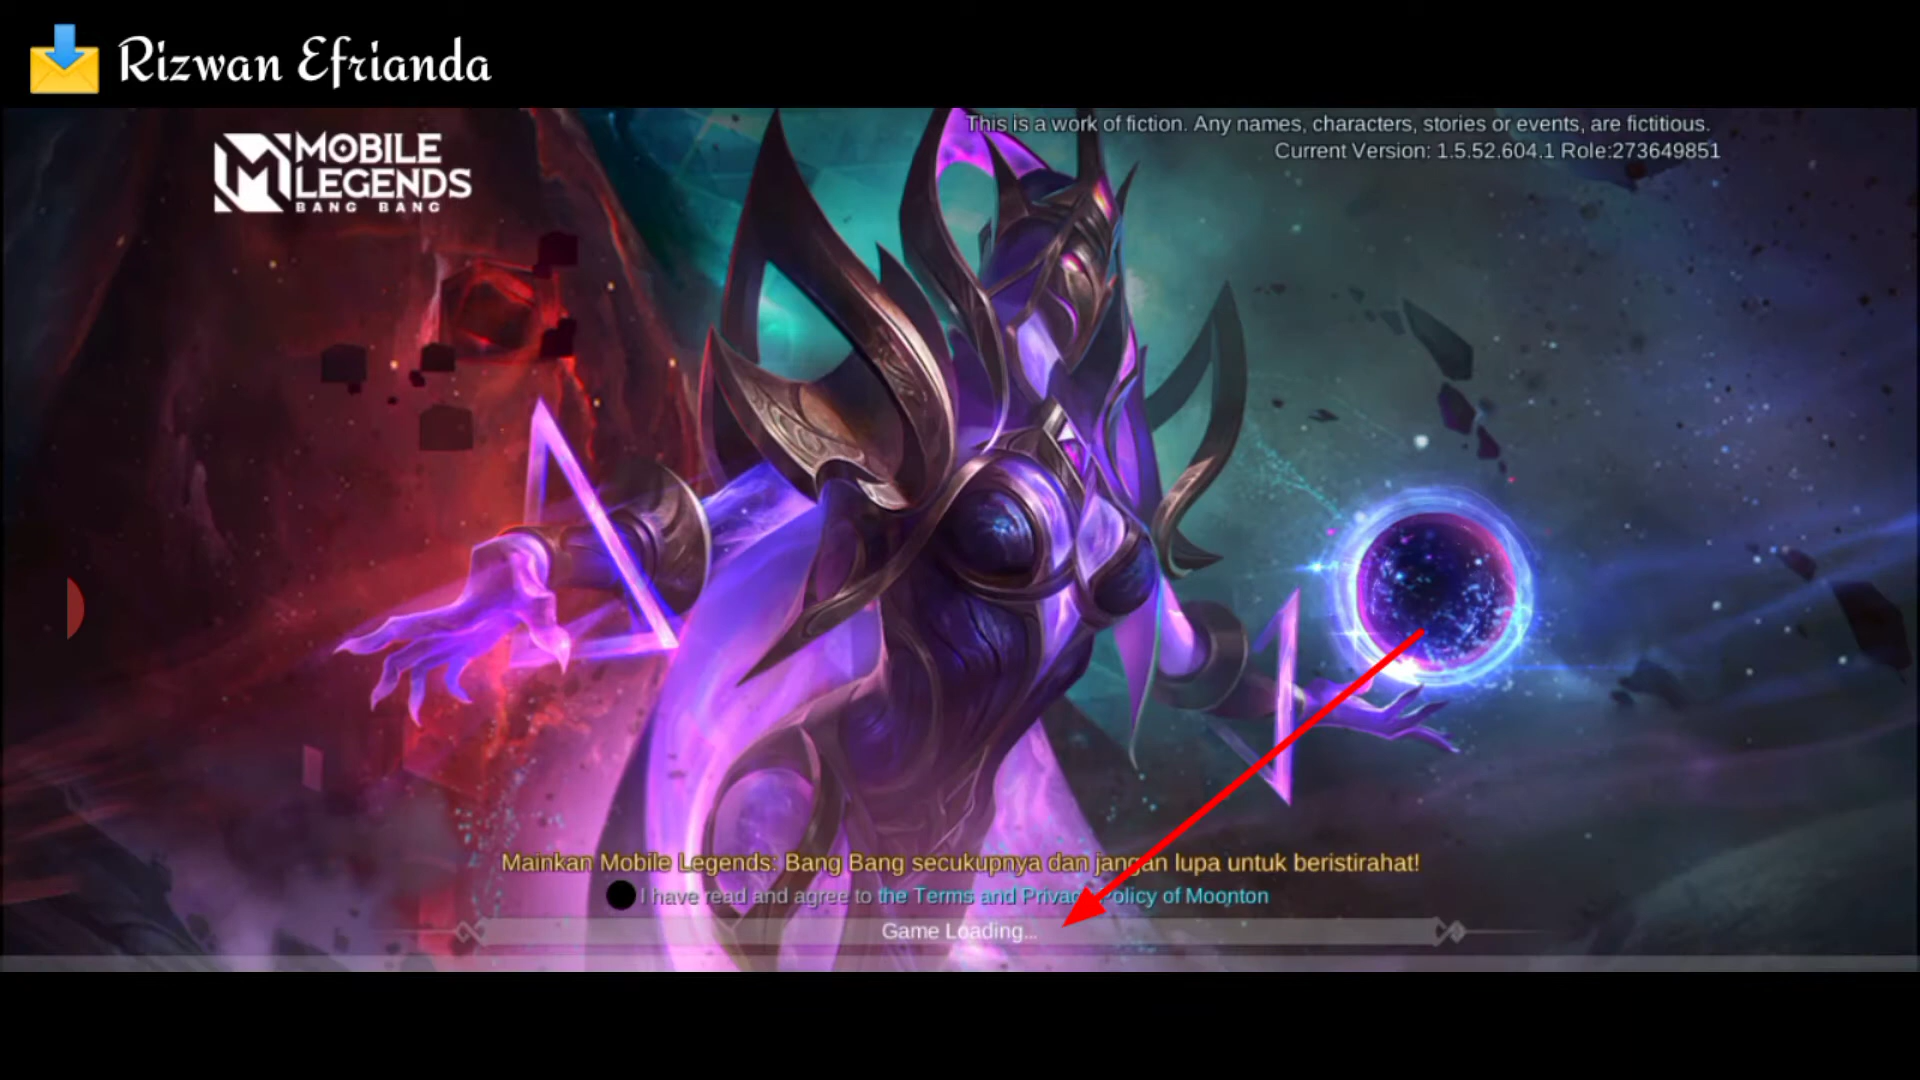 Rizwan Efrianda
MOBILE
LEGENDS
BANG BANG
This is a work of fiction. Any names, characters, stories or events, are fictitious.
Current Version: 1.5.52.604.1 Role:273649851
Mainkan Mobile Legends: Bang Bang secukupnya dan jangan lupa untuk beristirahat!
I have read and agree to the Terms and Privacy Policy of Moonton
Game Loading...